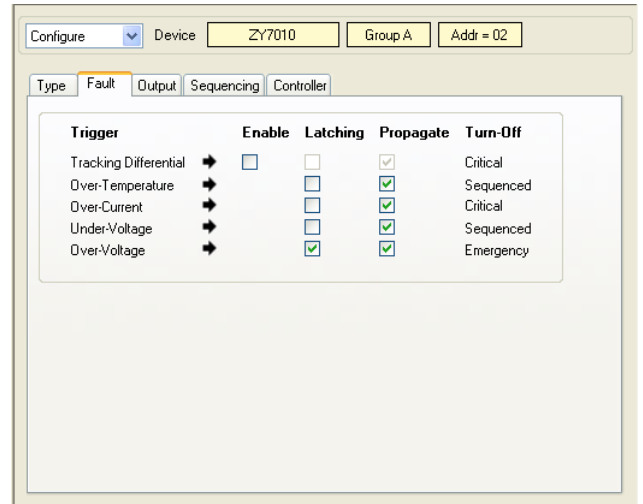 Configure Device ZY7010 Group A Addr = 02
Type Fault Output Sequencing Controller
Trigger Enable Latching Propagate Turn-Off
Tracking Differential Critical
Over-Temperature Sequenced
Over-Current Critical
Under-Voltage Sequenced
Over-Voltage Emergency